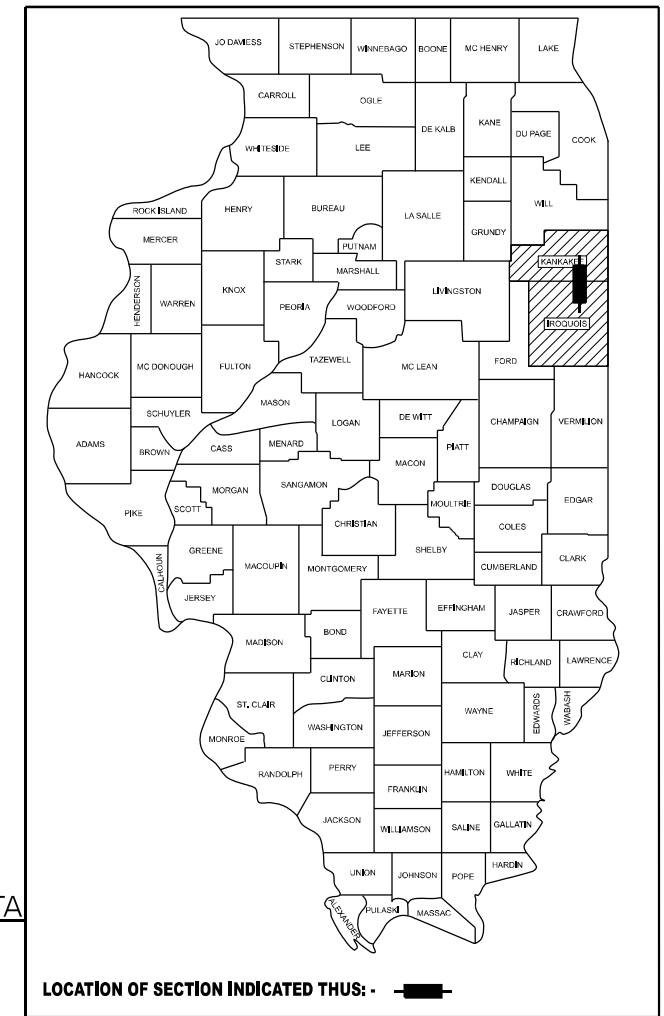 JO DAVIESS STEPHENSON WINNEBAGO BOONE MC HENRY LAKE
CARROLL OGLE KANE DU PAGE COOK
DE KALB
WHITESIDE LEE
KENDALL
ROCK ISLAND HENRY BUREAU LA SALLE WILL
MERCER PUTNAM GRUNDY
STARK MARSHALL KANKAKEE
HENDERSON WARREN KNOX PEORIA WOODFORD LIVINGSTON
IROQUOIS
HANCOCK MC DONOUGH FULTON TAZEWELL MC LEAN FORD
MASON
SCHUYLER LOGAN DE WITT CHAMPAIGN VERMILION
ADAMS BROWN CASS MENARD MACON PIATT
MORGAN SANGAMON DOUGLAS
PIKE SCOTT CHRISTIAN MOULTRIE COLES EDGAR
GREENE SHELBY
CALHOUN MACOUPIN MONTGOMERY CUMBERLAND CLARK
JERSEY
FAYETTE EFFINGHAM JASPER CRAWFORD
MADISON BOND
CLAY RICHLAND LAWRENCE
CLINTON MARION
ST. CLAIR WAYNE EDWARDS WABASH
WASHINGTON JEFFERSON
MONROE
RANDOLPH PERRY HAMILTON WHITE
FRANKLIN
JACKSON WILLIAMSON SALINE GALLATIN
HARDIN
UNION JOHNSON POPE
TA
ALEXANDER PULASKI MASSAC
LOCATION OF SECTION INDICATED THUS: -